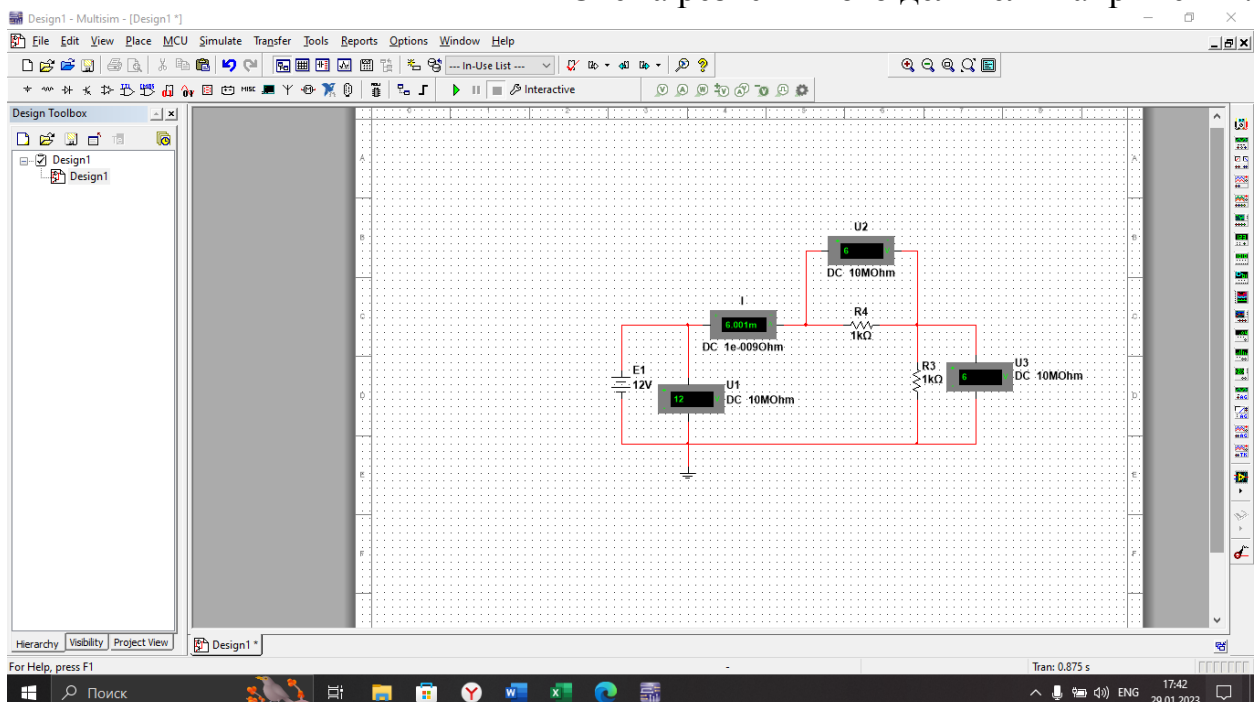 Design1 - Multisim - [Design1 *]
File Edit View Place MCU Simulate Transfer Tools Reports Options Window Help
--- In-Use List ---
Interactive
Design Toolbox
Design1
Design1
A
A
B
B
C
C
D
D
E
E
F
F
U2
6
DC 10MOhm
I
6.001m
DC 1e-009Ohm
R4
1kΩ
E1
12V
U1
12
DC 10MOhm
R3
1kΩ
U3
6
DC 10MOhm
Hierarchy Visibility Project View
Design1 *
For Help, press F1
-
Tran: 0.875 s
Поиск
ENG
17:42
29.01.2023